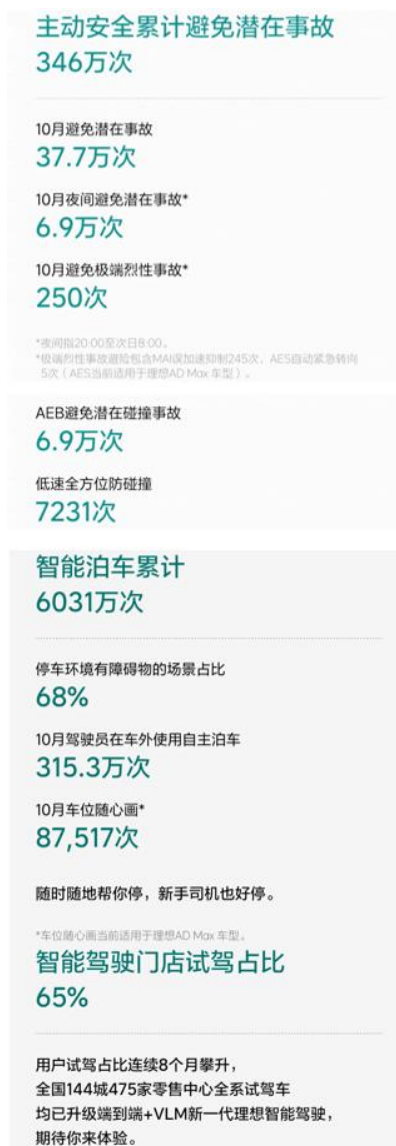 主动安全累计避免潜在事故
346万次
10月避免潜在事故
37.7万次
10月夜间避免潜在事故*
6.9万次
10月避免极端烈性事故*
250次
*夜间指20:00至次日8:00。
*极端烈性事故避险包含MAI误加速抑制245次，AES自动紧急转向
5次（AES当前适用于理想AD Max 车型）。
AEB避免潜在碰撞事故
6.9万次
低速全方位防碰撞
7231次
智能泊车累计
6031万次
停车环境有障碍物的场景占比
68%
10月驾驶员在车外使用自主泊车
315.3万次
10月车位随心画*
87,517次
随时随地帮你停，新手司机也好停。
*车位随心画当前适用于理想AD Max 车型。
智能驾驶门店试驾占比
65%
用户试驾占比连续8个月攀升，
全国144城475家零售中心全系试驾车
均已升级端到端+VLM新一代理想智能驾驶，
期待你来体验。